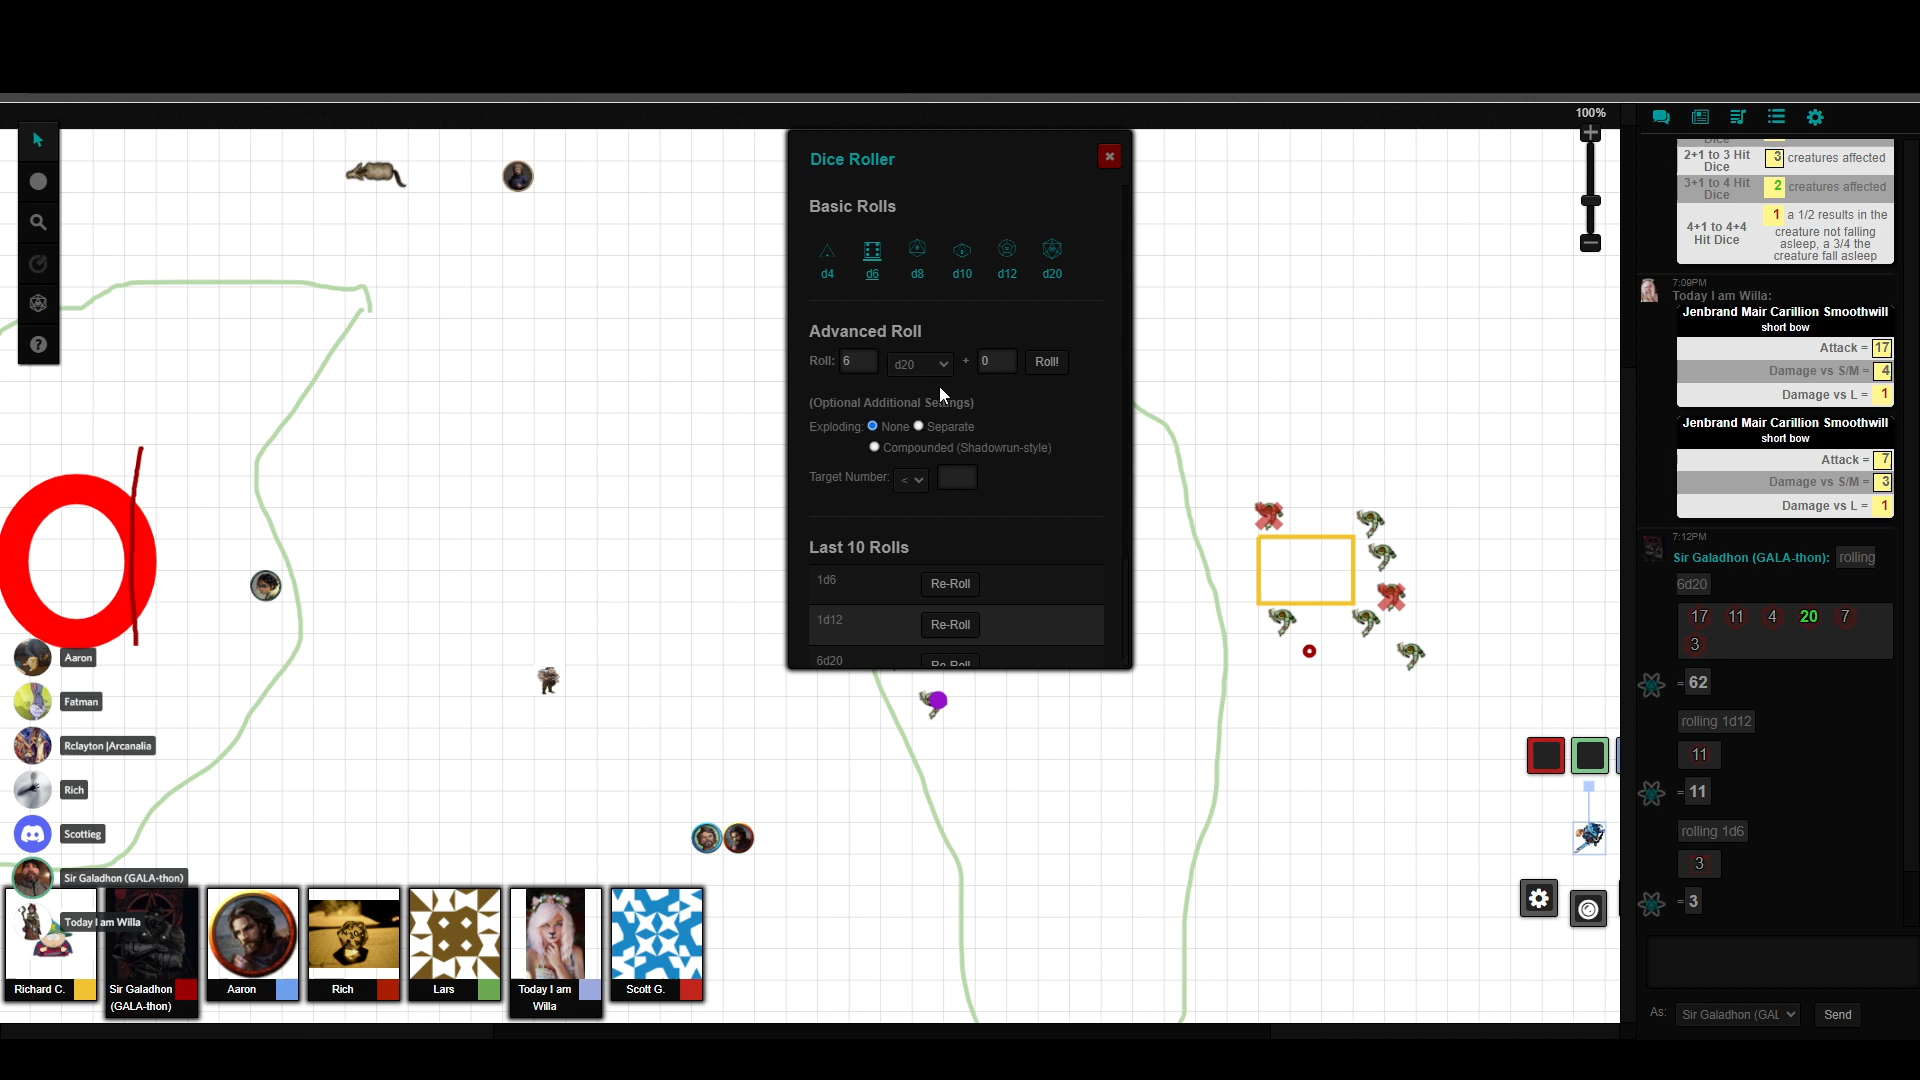 100%
Dice
2+1 to 3 Hit Dice 3 creatures affected
3+1 to 4 Hit Dice 2 creatures affected
4+1 to 4+4 Hit Dice 1 a 1/2 results in the creature not falling asleep, a 3/4 the creature fall asleep
7:09PM
Today I am Willa:
Jenbrand Mair Carillion Smoothwill
short bow
Attack = 17
Damage vs S/M = 4
Damage vs L = 1
Jenbrand Mair Carillion Smoothwill
short bow
Attack = 7
Damage vs S/M = 3
Damage vs L = 1
7:12PM
Sir Galadhon (GALA-thon): rolling
6d20
17 11 4 20 7
3
= 62
rolling 1d12
11
= 11
rolling 1d6
3
= 3
As: Sir Galadhon (GAL Send
Dice Roller
Basic Rolls
d4 d6 d8 d10 d12 d20
Advanced Roll
Roll: 6 d20 + 0 Roll!
(Optional Additional Settings)
Exploding: None Separate
Compounded (Shadowrun-style)
Target Number: <
Last 10 Rolls
1d6 Re-Roll
1d12 Re-Roll
6d20 Re-Roll
Aaron
Fatman
Rclayton |Arcanalia
Rich
Scottieg
Sir Galadhon (GALA-thon)
Today I am Willa
Richard C.
Sir Galadhon
(GALA-thon)
Aaron
Rich
Lars
Today I am
Willa
Scott G.